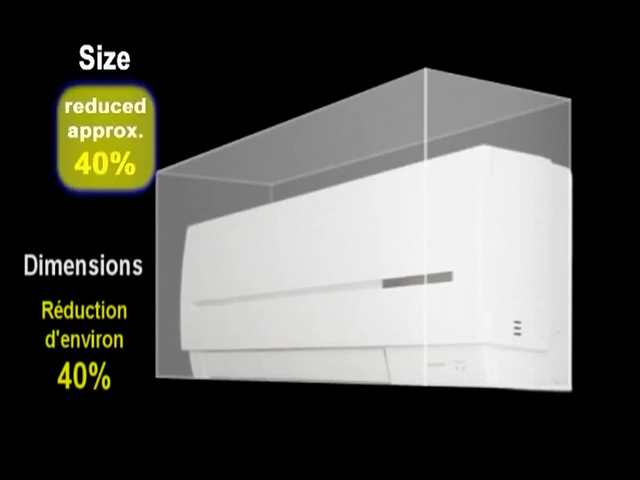 Size
reduced
approx.
40%
Dimensions
Réduction
d'environ
40%